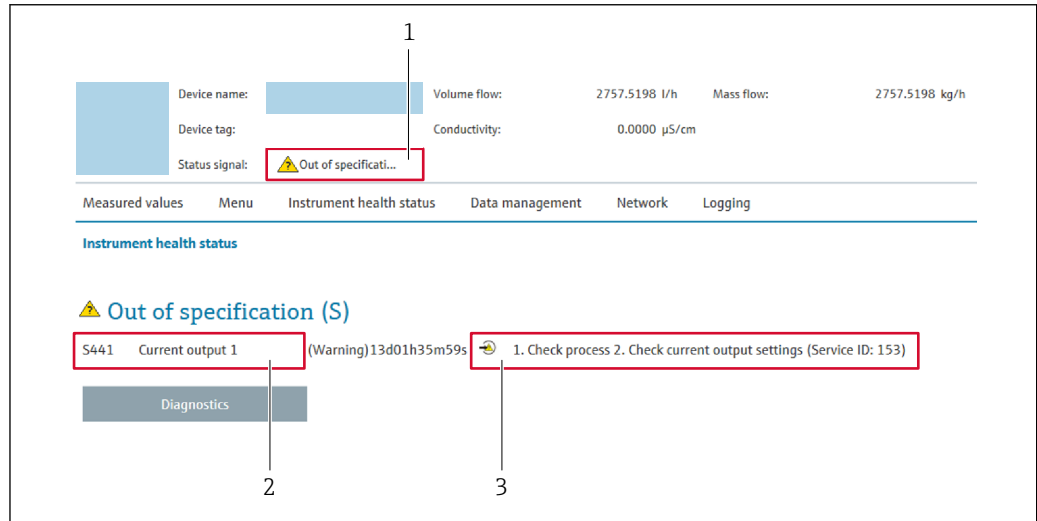 1
Device name: Volume flow: 2757.5198 l/h Mass flow: 2757.5198 kg/h
Device tag: Conductivity: 0.0000 µS/cm
Status signal: Out of specificati...
Measured values Menu Instrument health status Data management Network Logging
Instrument health status
Out of specification (S)
S441 Current output 1 (Warning)13d01h35m59s 1. Check process 2. Check current output settings (Service ID: 153)
Diagnostics
2 3